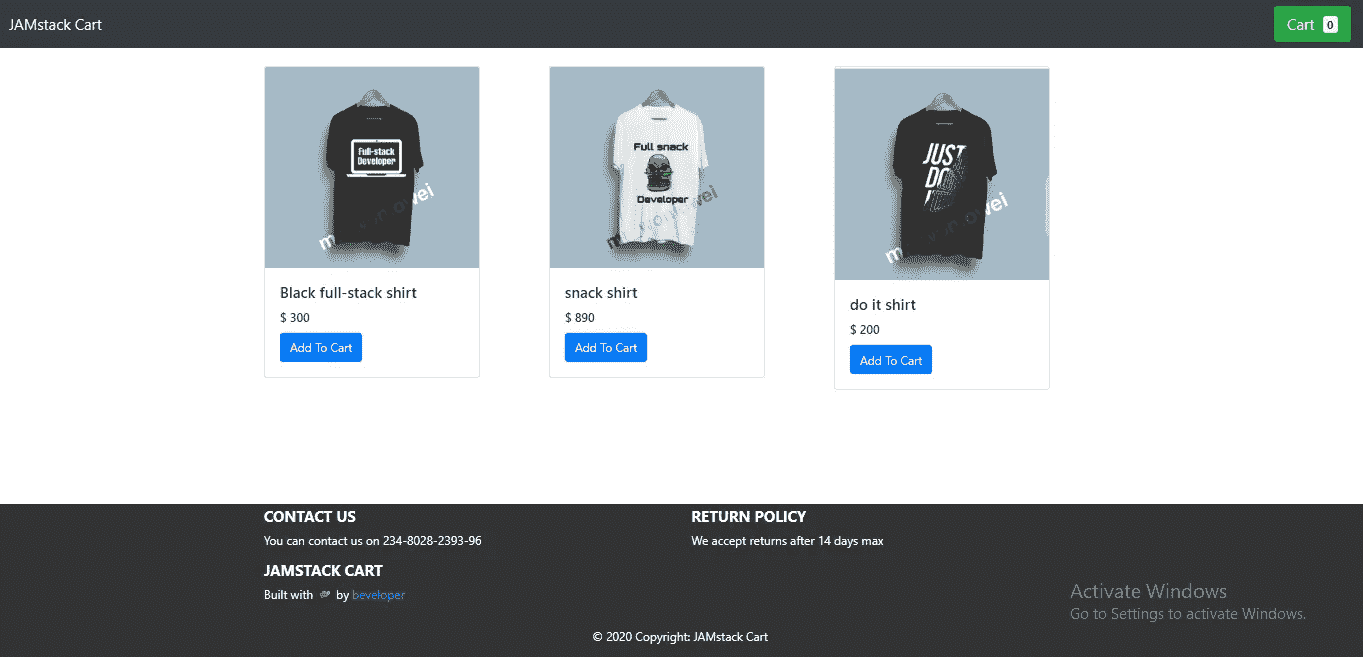 JAMstack Cart
Cart 0
Full-stack
Developer
Full snack
Developer
JUST
DO
Black full-stack shirt
$ 300
Add To Cart
snack shirt
$ 890
Add To Cart
do it shirt
$ 200
Add To Cart
CONTACT US
You can contact us on 234-8028-2393-96
RETURN POLICY
We accept returns after 14 days max
JAMSTACK CART
Built with by beveloper
Activate Windows
Go to Settings to activate Windows.
© 2020 Copyright: JAMstack Cart